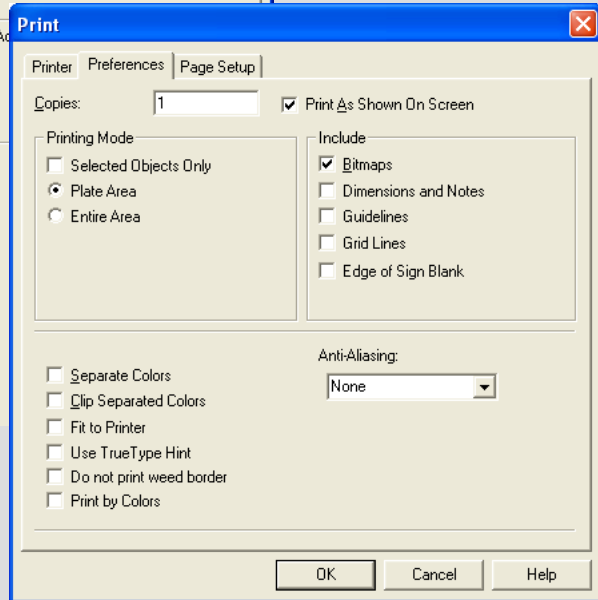 Print
Printer Preferences Page Setup
Copies: 1 Print As Shown On Screen
Printing Mode
Selected Objects Only
Plate Area
Entire Area
Include
Bitmaps
Dimensions and Notes
Guidelines
Grid Lines
Edge of Sign Blank
Separate Colors
Clip Separated Colors
Fit to Printer
Use TrueType Hint
Do not print weed border
Print by Colors
Anti-Aliasing:
None
OK Cancel Help